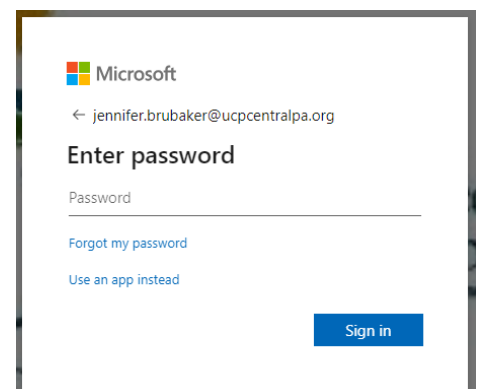 Microsoft
← jennifer.brubaker@ucpcentralpa.org
Enter password
Password
Forgot my password
Use an app instead
Sign in